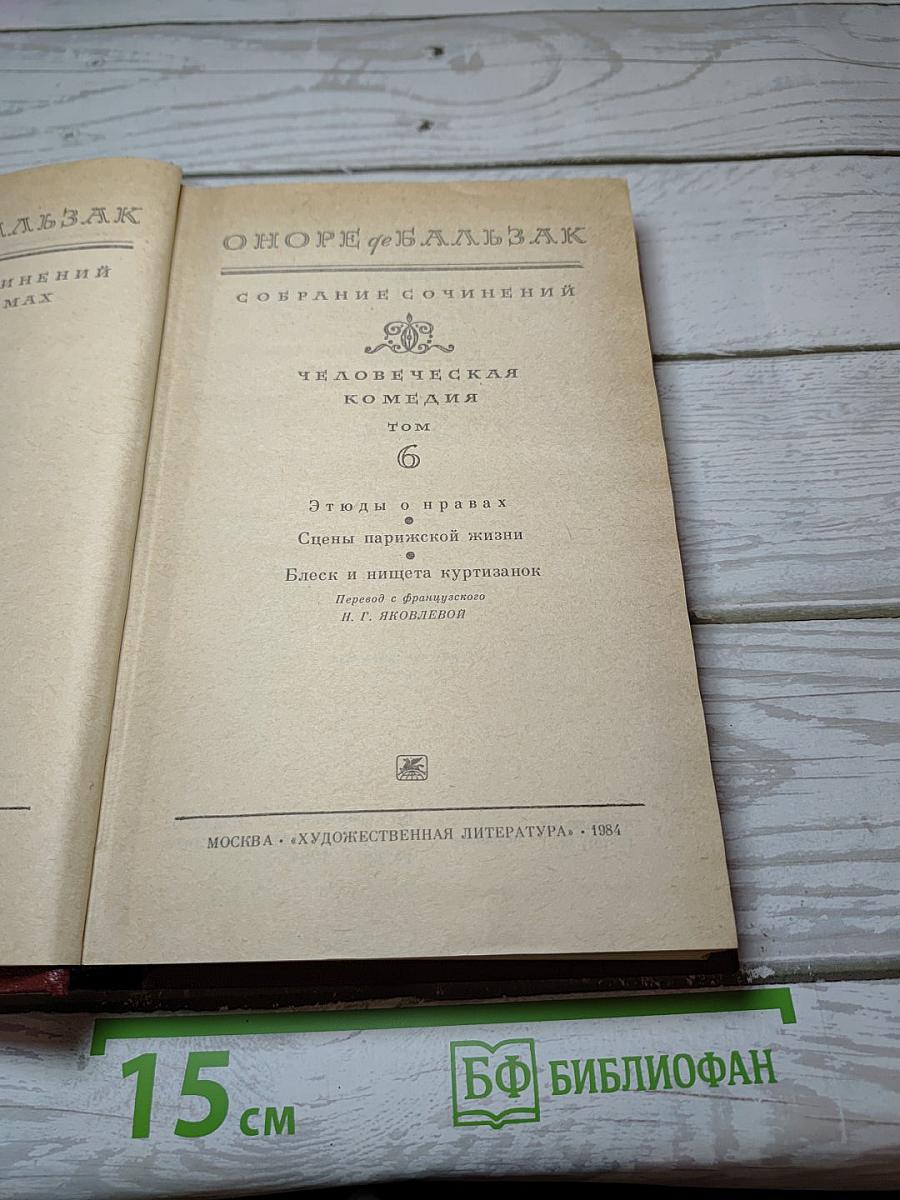 ИНЕНИЙ
МАХ
ОНОРЕ де БАЛЬЗАК
СОБРАНИЕ СОЧИНЕНИЙ
ЧЕЛОВЕЧЕСКАЯ
КОМЕДИЯ
ТОМ
6
Этюды о нравах
Сцены парижской жизни
Блеск и нищета куртизанок
Перевод с французского
Н. Г. ЯКОВЛЕВОЙ
МОСКВА · «ХУДОЖЕСТВЕННАЯ ЛИТЕРАТУРА» · 1984
15 см
БФ БИБЛИОФАН